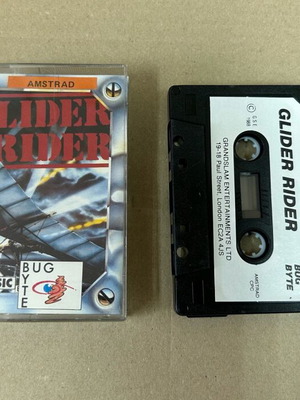 AMSTRAD
GLIDER
RIDER
BUG
BYTE
GLIDER RIDER
© G.S.E.
1988
GRANDSLAM ENTERTAINMENTS LTD
19-18 Paul Street, London EC2A 4JS
AMSTRAD
CPC
BUG
BYTE